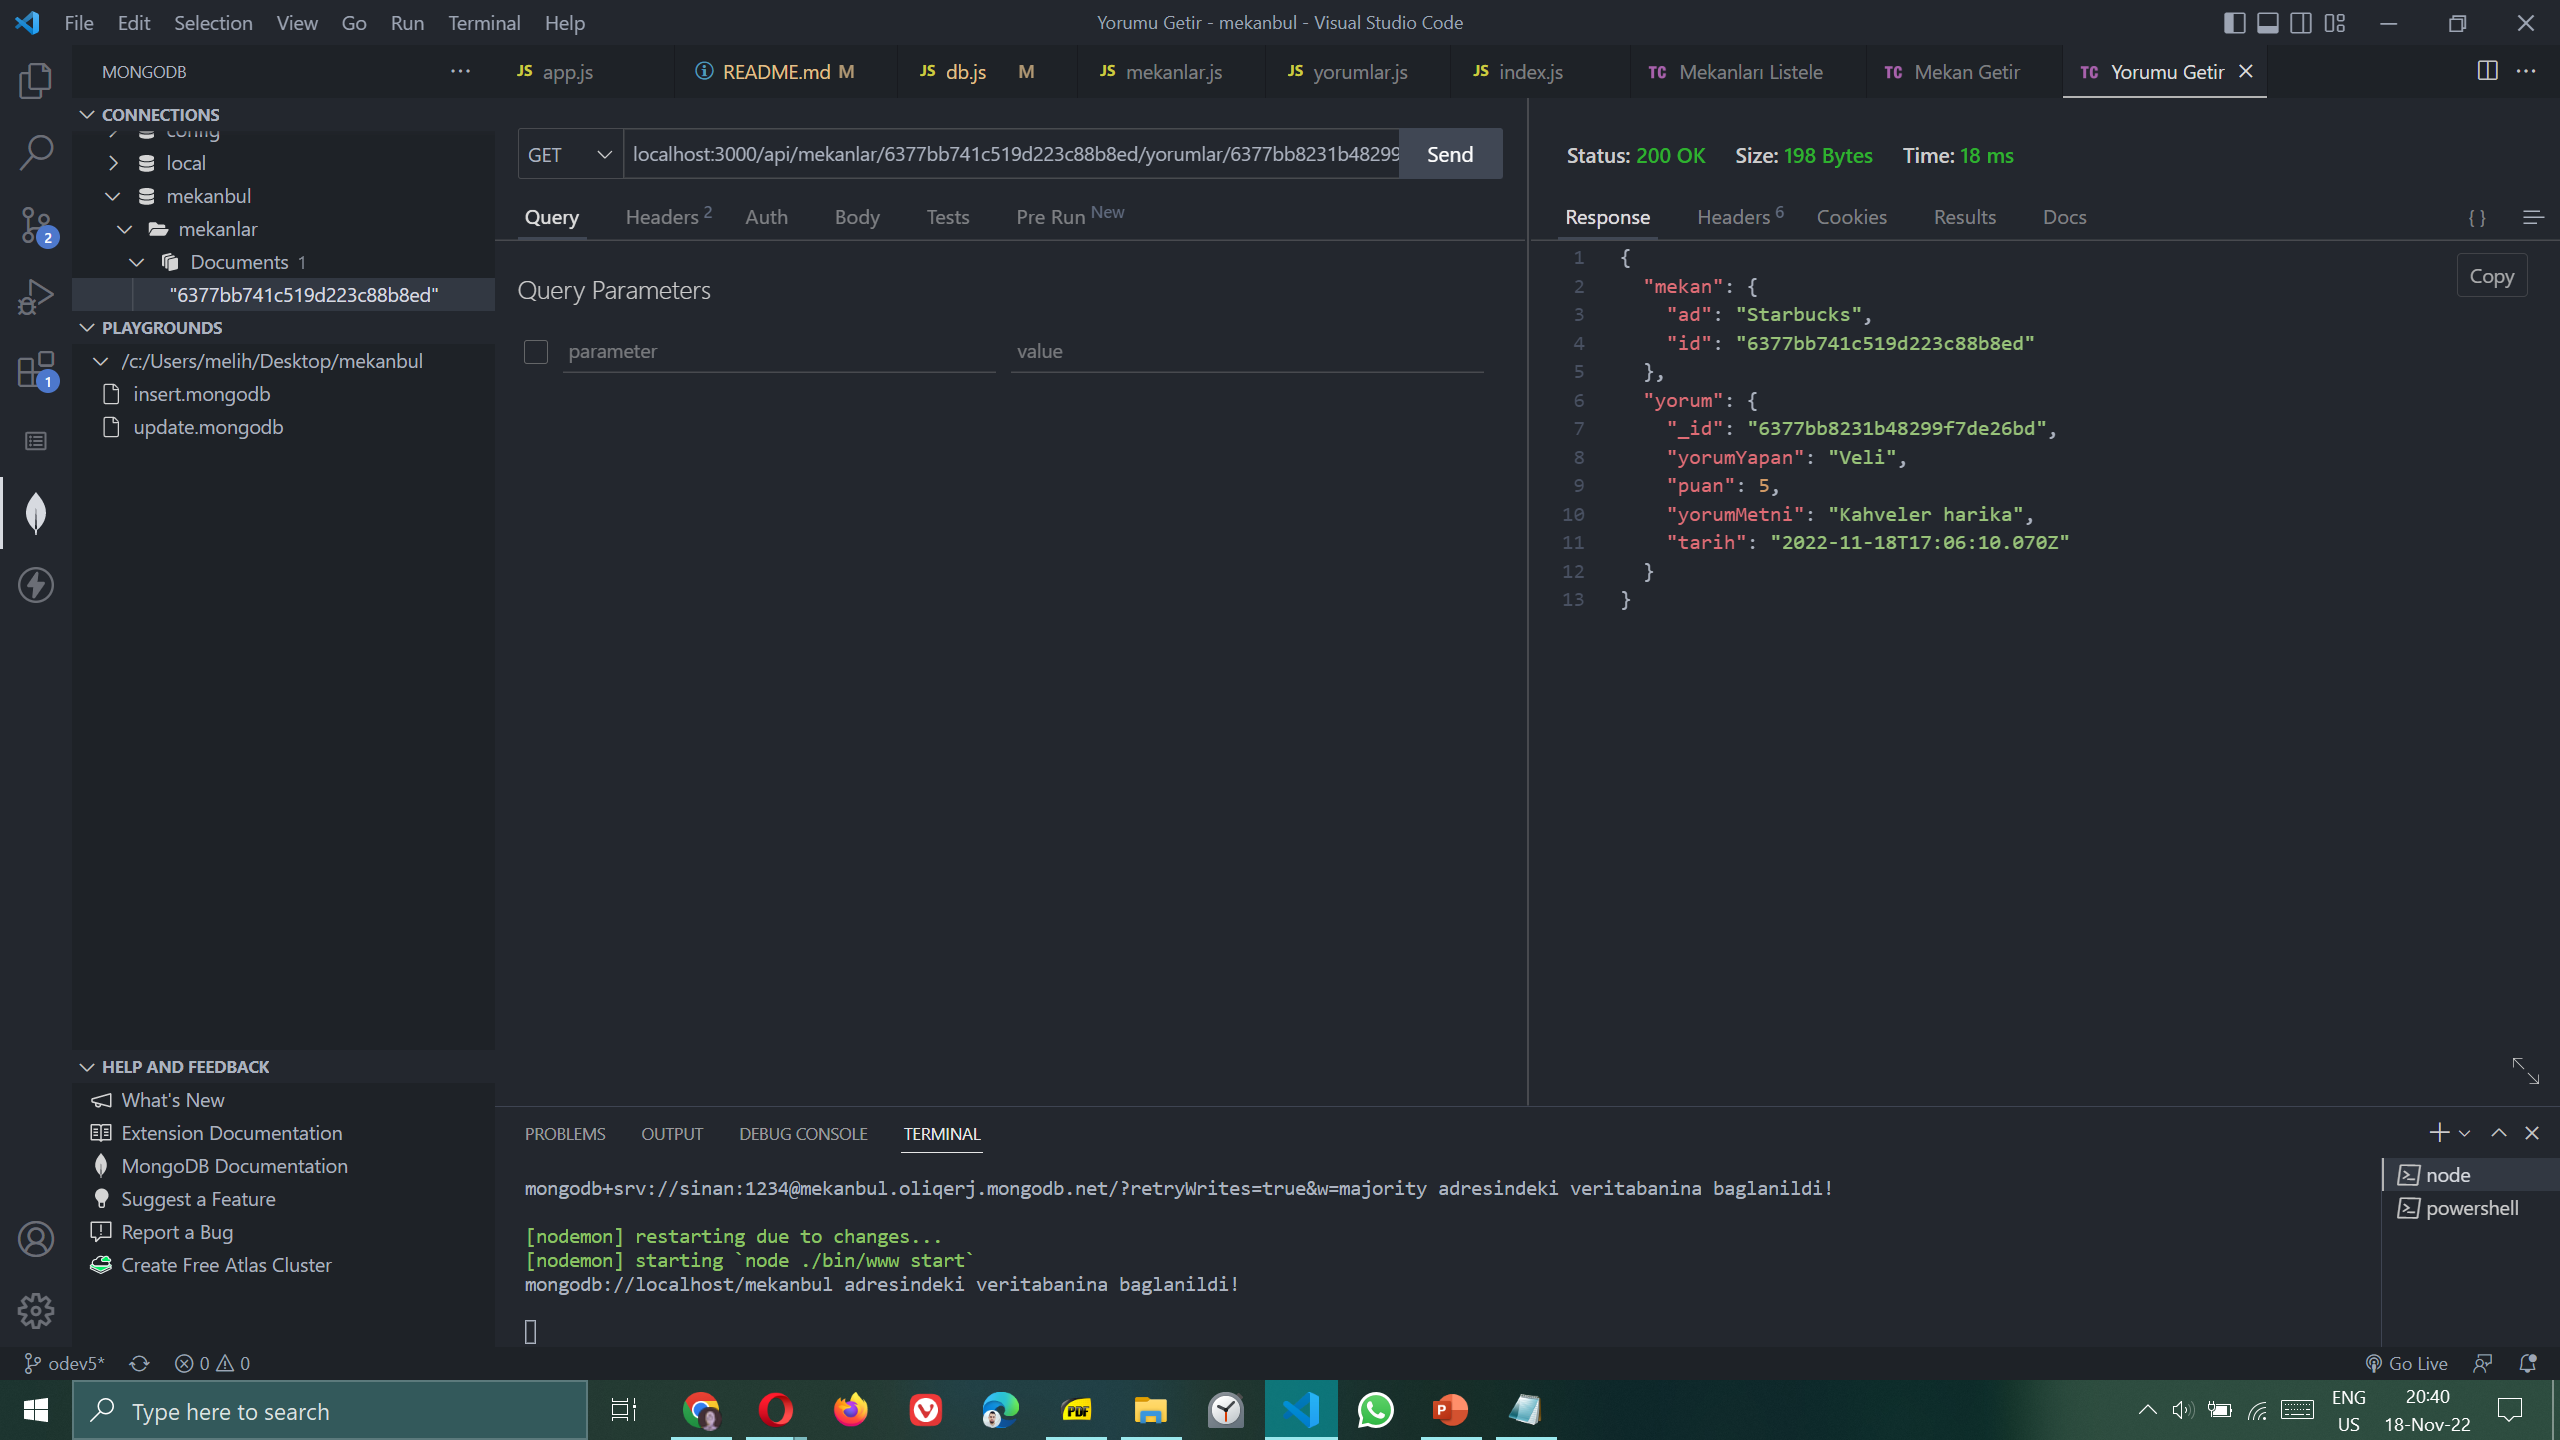 File Edit Selection View Go Run Terminal Help
Yorumu Getir - mekanbul - Visual Studio Code
MONGODB
JS app.js
README.md M
JS db.js M
JS mekanlar.js
JS yorumlar.js
JS index.js
TC Mekanları Listele
TC Mekan Getir
TC Yorumu Getir
CONNECTIONS
config
local
mekanbul
mekanlar
Documents 1
"6377bb741c519d223c88b8ed"
PLAYGROUNDS
/c:/Users/melih/Desktop/mekanbul
insert.mongodb
update.mongodb
2
1
HELP AND FEEDBACK
What's New
Extension Documentation
MongoDB Documentation
Suggest a Feature
Report a Bug
Create Free Atlas Cluster
GET localhost:3000/api/mekanlar/6377bb741c519d223c88b8ed/yorumlar/6377bb8231b48299 Send
Query Headers 2 Auth Body Tests Pre Run New
Query Parameters
parameter value
Status: 200 OK Size: 198 Bytes Time: 18 ms
Response Headers 6 Cookies Results Docs { }
Copy
1 {
2 "mekan": {
3 "ad": "Starbucks",
4 "id": "6377bb741c519d223c88b8ed"
5 },
6 "yorum": {
7 "_id": "6377bb8231b48299f7de26bd",
8 "yorumYapan": "Veli",
9 "puan": 5,
10 "yorumMetni": "Kahveler harika",
11 "tarih": "2022-11-18T17:06:10.070Z"
12 }
13 }
PROBLEMS OUTPUT DEBUG CONSOLE TERMINAL
mongodb+srv://sinan:1234@mekanbul.oliqerj.mongodb.net/?retryWrites=true&w=majority adresindeki veritabanina baglanildi!
[nodemon] restarting due to changes...
[nodemon] starting `node ./bin/www start`
mongodb://localhost/mekanbul adresindeki veritabanina baglanildi!
node
powershell
odev5* 0 0
Go Live
Type here to search
PDF
P
ENG
US
20:40
18-Nov-22